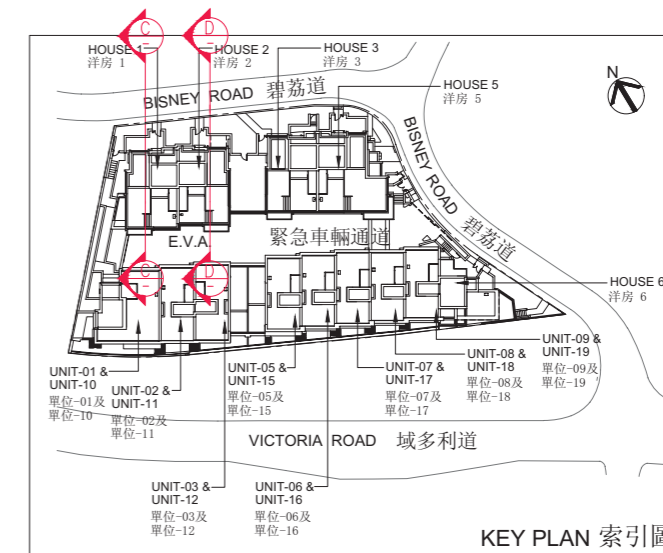 C
–
D
–
HOUSE 1
洋房 1
HOUSE 2
洋房 2
HOUSE 3
洋房 3
HOUSE 5
洋房 5
N
BISNEY ROAD 碧荔道
BISNEY ROAD 碧荔道
E.V.A.
緊急車輛通道
C
–
D
–
HOUSE 6
洋房 6
UNIT-01 &
UNIT-10
單位-01及
單位-10
UNIT-02 &
UNIT-11
單位-02及
單位-11
UNIT-05 &
UNIT-15
單位-05及
單位-15
UNIT-07 &
UNIT-17
單位-07及
單位-17
UNIT-08 &
UNIT-18
單位-08及
單位-18
UNIT-09 &
UNIT-19
單位-09及
單位-19
VICTORIA ROAD 域多利道
UNIT-03 &
UNIT-12
單位-03及
單位-12
UNIT-06 &
UNIT-16
單位-06及
單位-16
KEY PLAN 索引圖